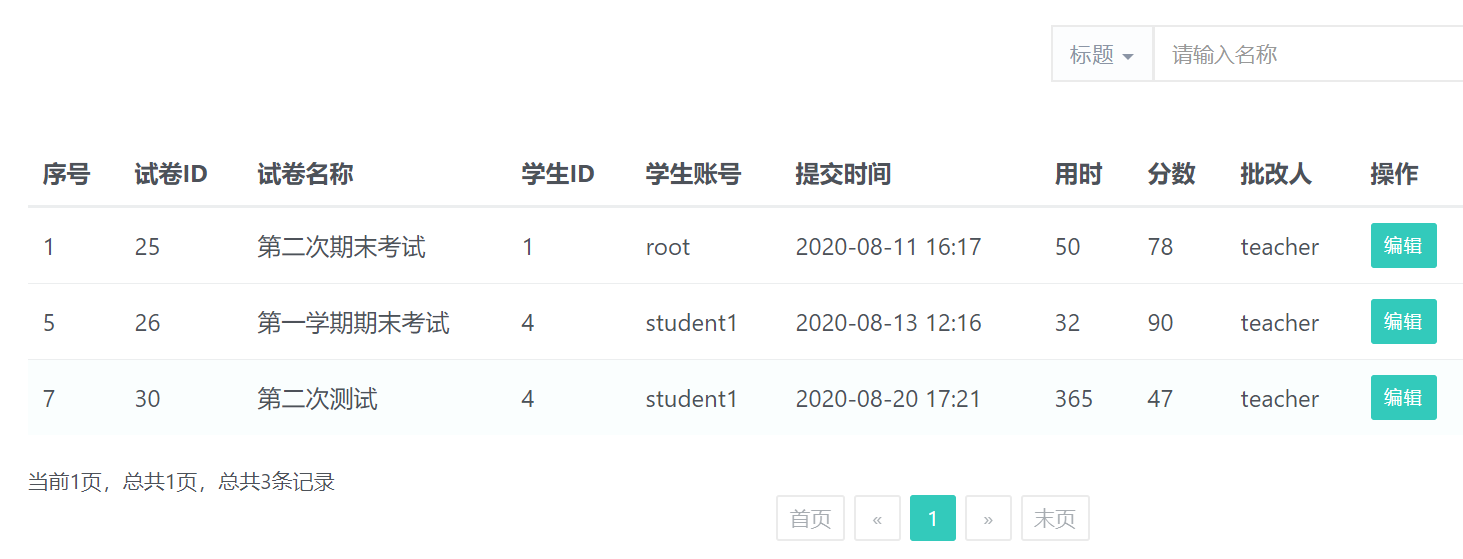 标题 请输入名称
序号 试卷ID 试卷名称 学生ID 学生账号 提交时间 用时 分数 批改人 操作
1 25 第二次期末考试 1 root 2020-08-11 16:17 50 78 teacher 编辑
5 26 第一学期期末考试 4 student1 2020-08-13 12:16 32 90 teacher 编辑
7 30 第二次测试 4 student1 2020-08-20 17:21 365 47 teacher 编辑
当前1页，总共1页，总共3条记录
首页 « 1 » 末页